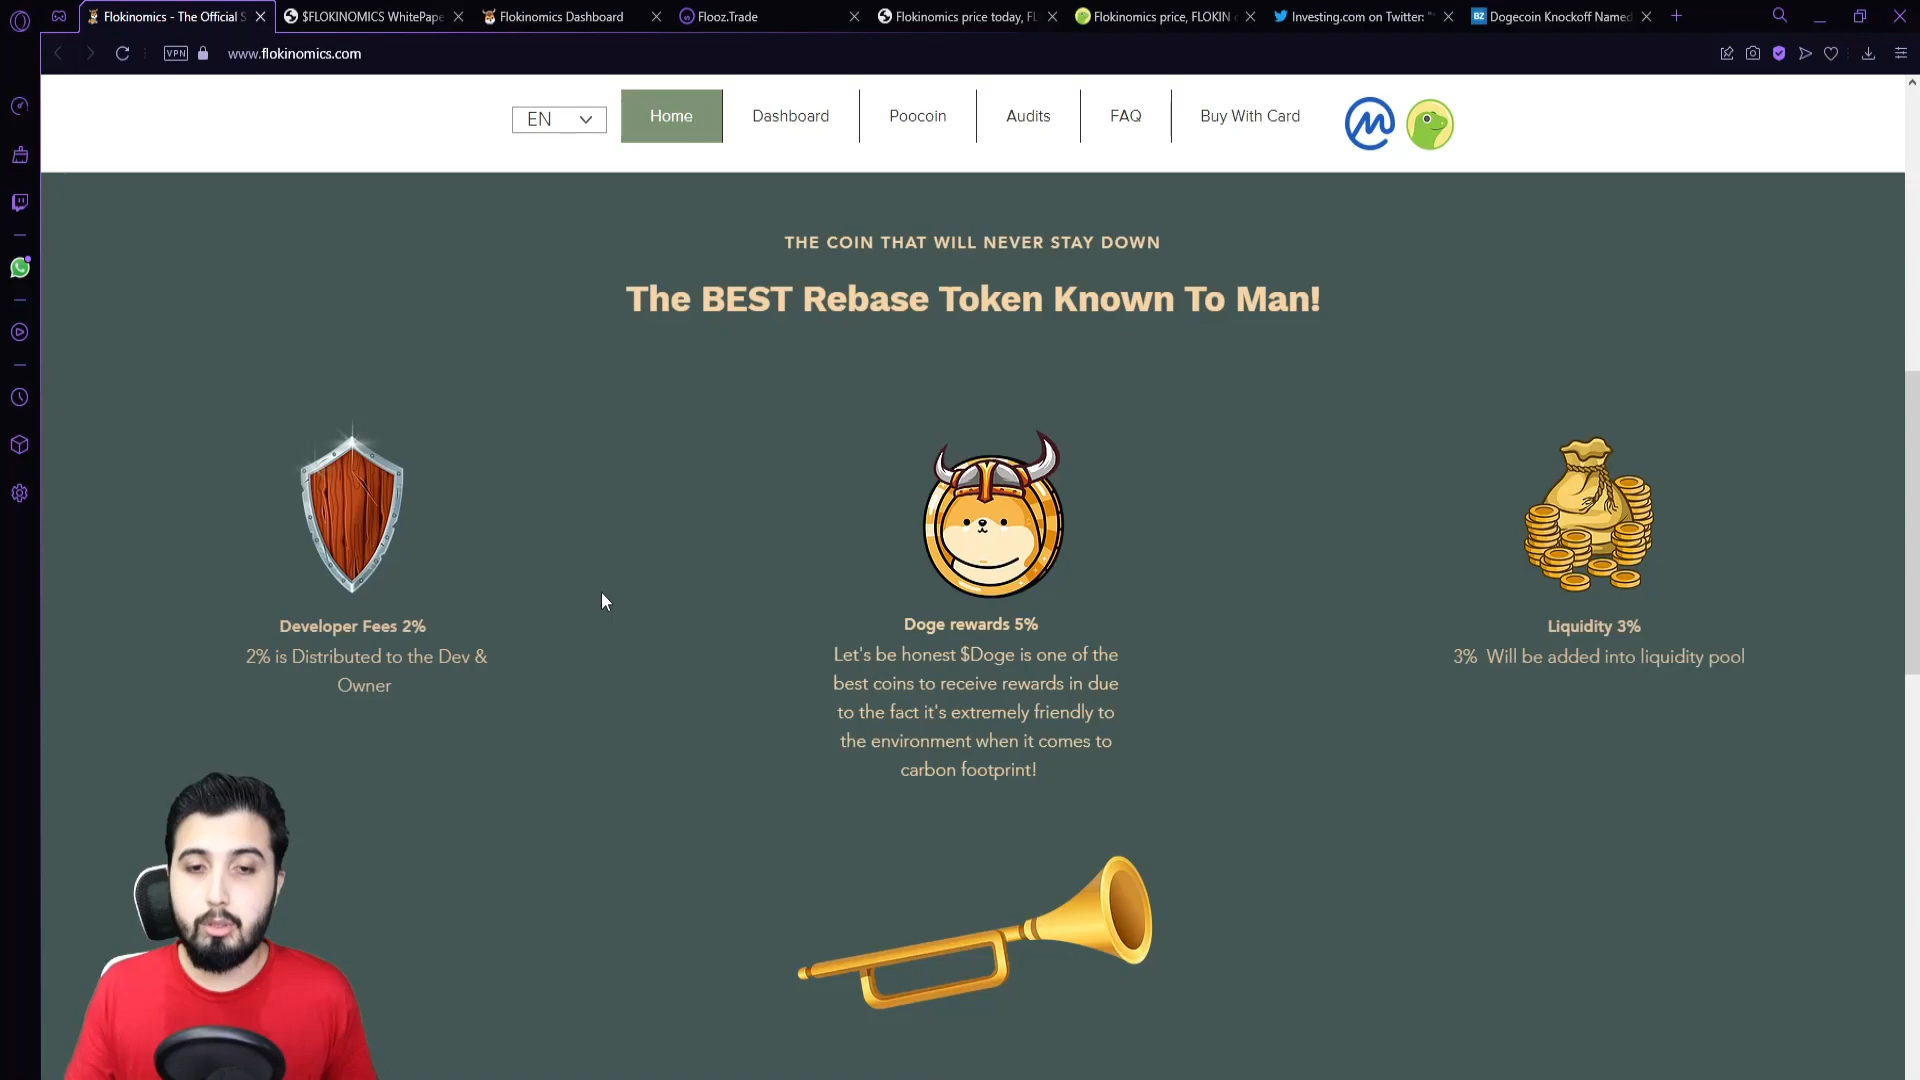 Flokinomics - The Official S
$FLOKINOMICS WhitePape
Flokinomics Dashboard
Flooz.Trade
Flokinomics price today, FL
Flokinomics price, FLOKIN
Investing.com on Twitter: "
BZ
Dogecoin Knockoff Named
VPN
www.flokinomics.com
EN
Home
Dashboard
Poocoin
Audits
FAQ
Buy With Card
THE COIN THAT WILL NEVER STAY DOWN
The BEST Rebase Token Known To Man!
Developer Fees 2%
2% is Distributed to the Dev &
Owner
Doge rewards 5%
Let's be honest $Doge is one of the
best coins to receive rewards in due
to the fact it's extremely friendly to
the environment when it comes to
carbon footprint!
Liquidity 3%
3% Will be added into liquidity pool